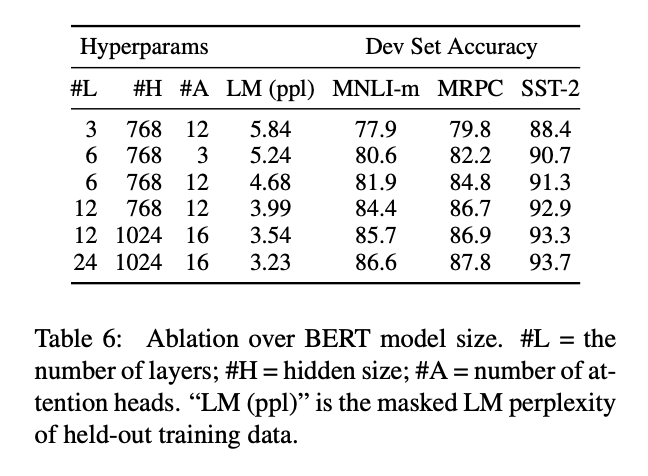 Hyperparams Dev Set Accuracy
#L #H #A LM (ppl) MNLI-m MRPC SST-2
3 768 12 5.84 77.9 79.8 88.4
6 768 3 5.24 80.6 82.2 90.7
6 768 12 4.68 81.9 84.8 91.3
12 768 12 3.99 84.4 86.7 92.9
12 1024 16 3.54 85.7 86.9 93.3
24 1024 16 3.23 86.6 87.8 93.7
Table 6: Ablation over BERT model size. #L = the
number of layers; #H = hidden size; #A = number of at-
tention heads. “LM (ppl)” is the masked LM perplexity
of held-out training data.